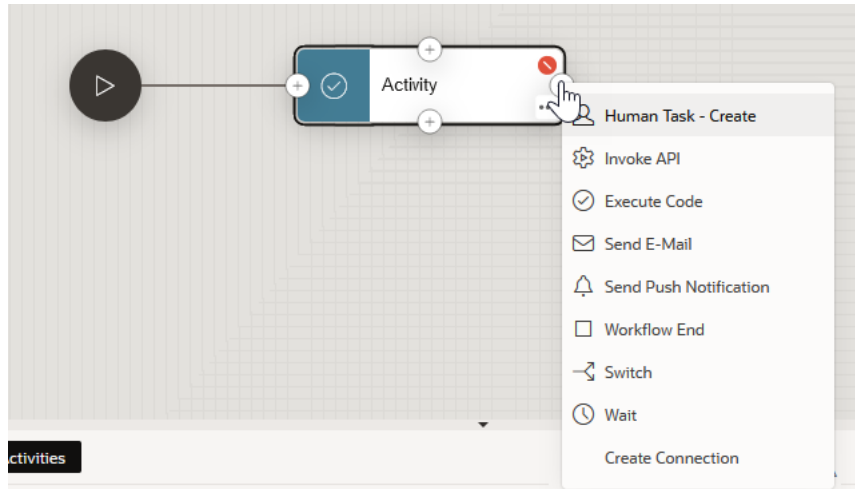 Activity
Human Task - Create
Invoke API
Execute Code
Send E-Mail
Send Push Notification
Workflow End
Switch
Wait
Create Connection